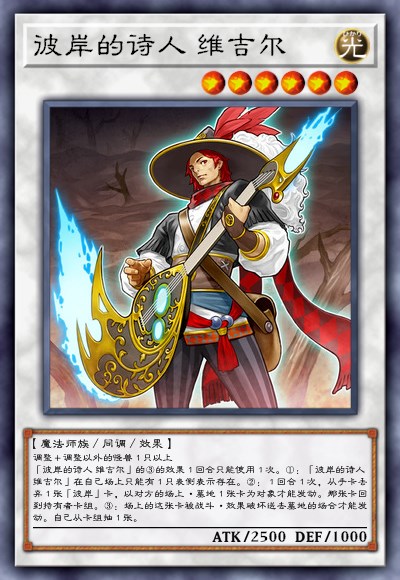 彼岸的诗人 维吉尔
ひかり
光
【魔法师族／同调／效果】
调整＋调整以外的怪兽1只以上
「彼岸的诗人 维吉尔」的③的效果1回合只能使用1次。①：「彼岸的诗人
维吉尔」在自己场上只能有1只表侧表示存在。②：1回合1次，从手卡丢
弃1张「彼岸」卡，以对方的场上·墓地1张卡为对象才能发动。那张卡回
到持有者卡组。③：场上的这张卡被战斗·效果破坏送去墓地的场合才能发
动。自己从卡组抽1张。
ATK/2500 DEF/1000